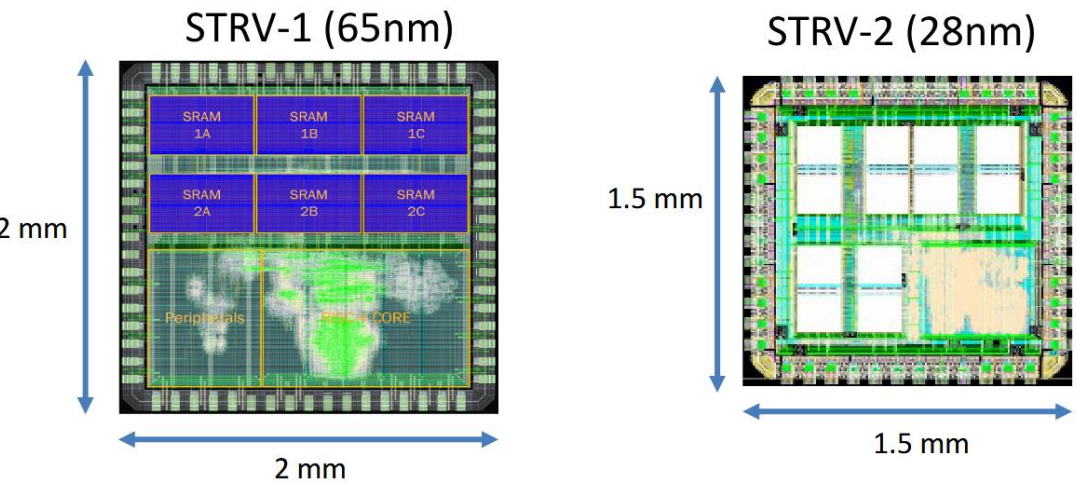 STRV-1 (65nm)
STRV-2 (28nm)
SRAM
1A
SRAM
1B
SRAM
1C
SRAM
2A
SRAM
2B
SRAM
2C
Peripherals
CORE
2 mm
2 mm
1.5 mm
1.5 mm